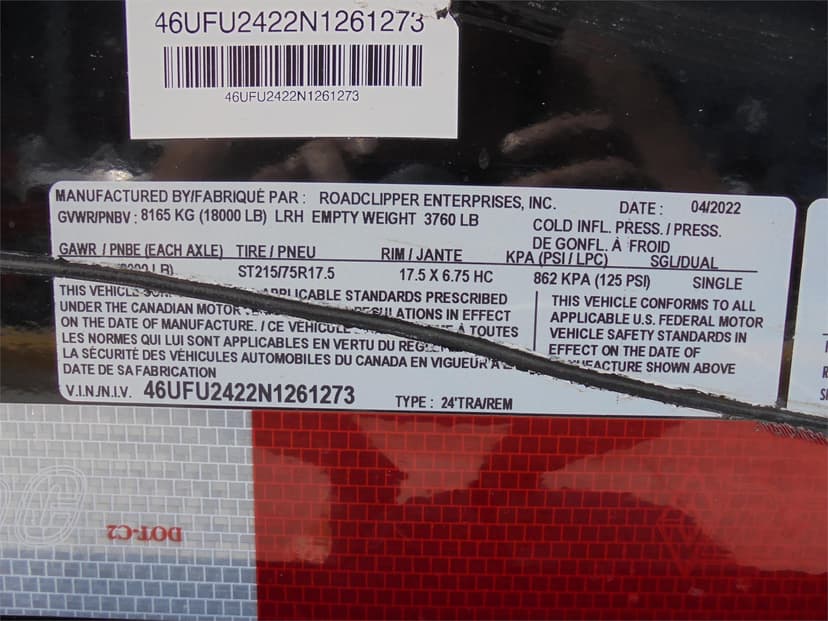 46UFU2422N1261273
46UFU2422N1261273
MANUFACTURED BY/FABRIQUÉ PAR : ROADCLIPPER ENTERPRISES, INC. DATE : 04/2022
GVWR/PNBV : 8165 KG (18000 LB) LRH EMPTY WEIGHT 3760 LB
COLD INFL. PRESS. / PRESS.
DE GONFL. À FROID
GAWR / PNBE (EACH AXLE) TIRE / PNEU RIM / JANTE KPA (PSI / LPC) SGL/DUAL
LB) ST215/75R17.5 17.5 X 6.75 HC 862 KPA (125 PSI) SINGLE
THIS VEHICLE APPLICABLE STANDARDS PRESCRIBED
UNDER THE CANADIAN MOTOR REGULATIONS IN EFFECT
ON THE DATE OF MANUFACTURE. / CE VÉHICULE À TOUTES
LES NORMES QUI LUI SONT APPLICABLES EN VERTU DU
LA SÉCURITÉ DES VÉHICULES AUTOMOBILES DU CANADA EN VIGUEUR À LA
DATE DE SA FABRICATION
THIS VEHICLE CONFORMS TO ALL
APPLICABLE U.S. FEDERAL MOTOR
VEHICLE SAFETY STANDARDS IN
EFFECT ON THE DATE OF
MANUFACTURE SHOWN ABOVE
V.I.N./N.I.V. 46UFU2422N1261273 TYPE : 24'TRA/REM
DOT-C2